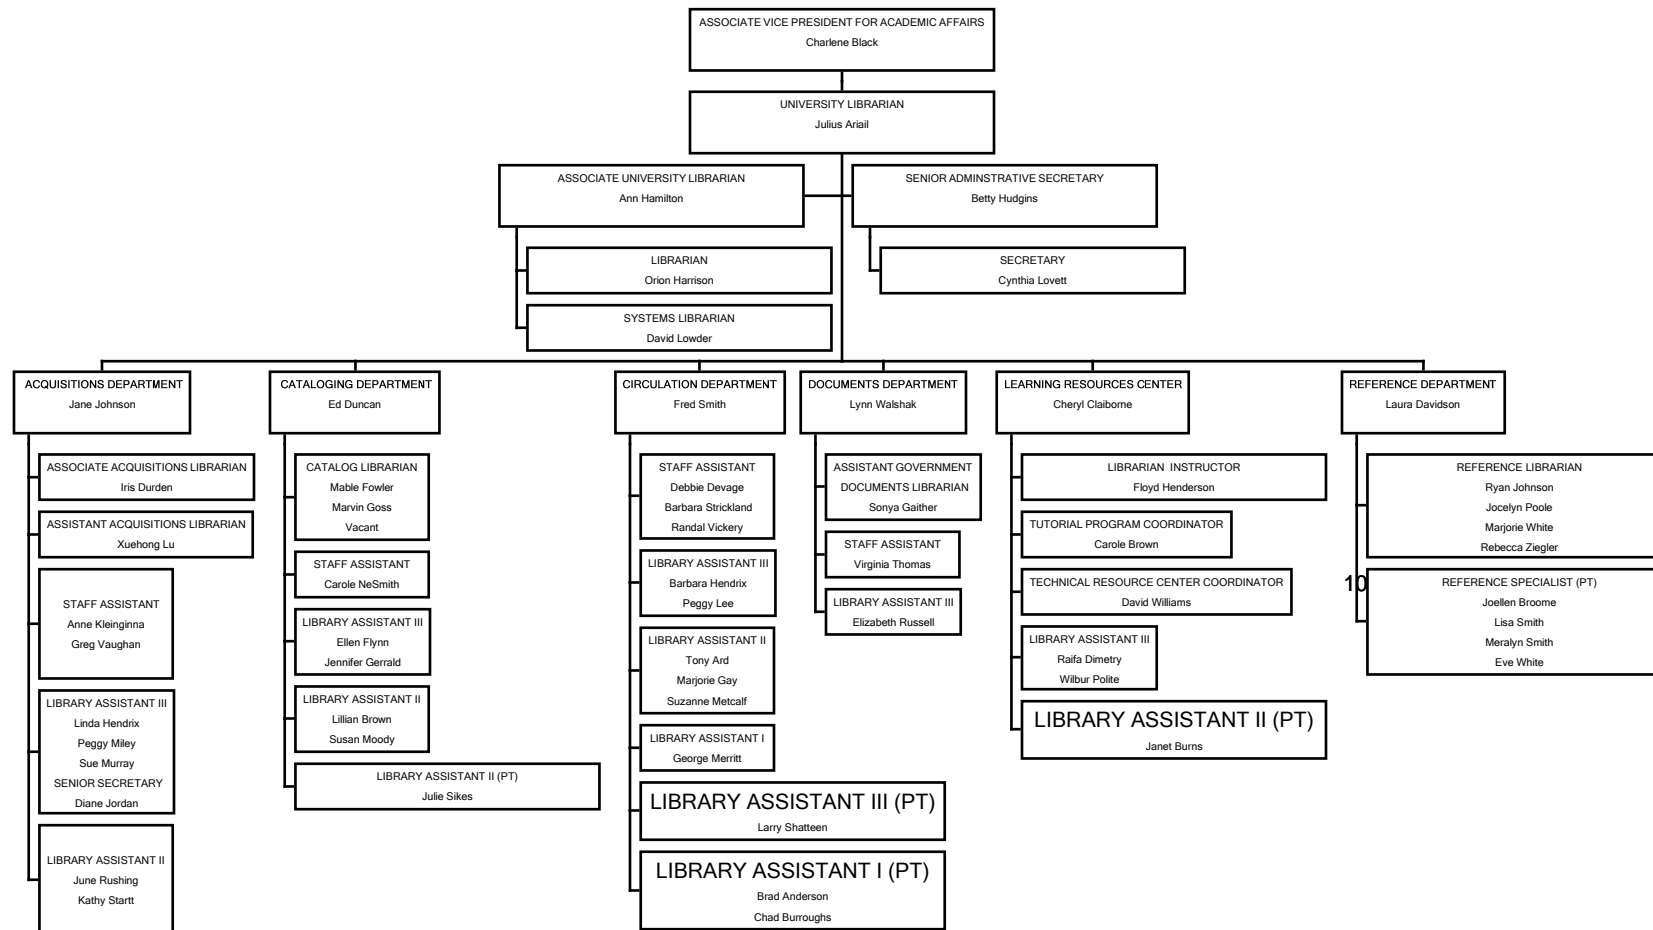 ASSOCIATE VICE PRESIDENT FOR ACADEMIC AFFAIRS
Charlene Black
UNIVERSITY LIBRARIAN
Julius Ariail
ASSOCIATE UNIVERSITY LIBRARIAN
Ann Hamilton
SENIOR ADMINSTRATIVE SECRETARY
Betty Hudgins
LIBRARIAN
Orion Harrison
SECRETARY
Cynthia Lovett
SYSTEMS LIBRARIAN
David Lowder
ACQUISITIONS DEPARTMENT
Jane Johnson
ASSOCIATE ACQUISITIONS LIBRARIAN
Iris Durden
ASSISTANT ACQUISITIONS LIBRARIAN
Xuehong Lu
STAFF ASSISTANT
Anne Kleinginna
Greg Vaughan
LIBRARY ASSISTANT III
Linda Hendrix
Peggy Miley
Sue Murray
SENIOR SECRETARY
Diane Jordan
LIBRARY ASSISTANT II
June Rushing
Kathy Startt
CATALOGING DEPARTMENT
Ed Duncan
CATALOG LIBRARIAN
Mable Fowler
Marvin Goss
Vacant
STAFF ASSISTANT
Carole NeSmith
LIBRARY ASSISTANT III
Ellen Flynn
Jennifer Gerrald
LIBRARY ASSISTANT II
Lillian Brown
Susan Moody
LIBRARY ASSISTANT II (PT)
Julie Sikes
CIRCULATION DEPARTMENT
Fred Smith
STAFF ASSISTANT
Debbie Devage
Barbara Strickland
Randal Vickery
LIBRARY ASSISTANT III
Barbara Hendrix
Peggy Lee
LIBRARY ASSISTANT II
Tony Ard
Marjorie Gay
Suzanne Metcalf
LIBRARY ASSISTANT I
George Merritt
LIBRARY ASSISTANT III (PT)
Larry Shatteen
LIBRARY ASSISTANT I (PT)
Brad Anderson
Chad Burroughs
DOCUMENTS DEPARTMENT
Lynn Walshak
ASSISTANT GOVERNMENT
DOCUMENTS LIBRARIAN
Sonya Gaither
STAFF ASSISTANT
Virginia Thomas
LIBRARY ASSISTANT III
Elizabeth Russell
LEARNING RESOURCES CENTER
Cheryl Claiborne
LIBRARIAN INSTRUCTOR
Floyd Henderson
TUTORIAL PROGRAM COORDINATOR
Carole Brown
TECHNICAL RESOURCE CENTER COORDINATOR
David Williams
LIBRARY ASSISTANT III
Raifa Dimetry
Wilbur Polite
LIBRARY ASSISTANT II (PT)
Janet Burns
REFERENCE DEPARTMENT
Laura Davidson
REFERENCE LIBRARIAN
Ryan Johnson
Jocelyn Poole
Marjorie White
Rebecca Ziegler
10
REFERENCE SPECIALIST (PT)
Joellen Broome
Lisa Smith
Meralyn Smith
Eve White